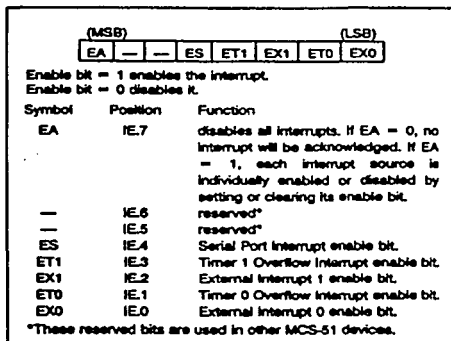 (MSB) (LSB)
EA — — ES ET1 EX1 ET0 EX0
Enable bit = 1 enables the interrupt.
Enable bit = 0 disables it.
Symbol Position Function
EA IE.7 disables all interrupts. If EA = 0, no
interrupt will be acknowledged. If EA
= 1, each interrupt source is
individually enabled or disabled by
setting or clearing its enable bit.
— IE.6 reserved*
— IE.5 reserved*
ES IE.4 Serial Port Interrupt enable bit.
ET1 IE.3 Timer 1 Overflow Interrupt enable bit.
EX1 IE.2 External Interrupt 1 enable bit.
ET0 IE.1 Timer 0 Overflow Interrupt enable bit.
EX0 IE.0 External Interrupt 0 enable bit.
*These reserved bits are used in other MCS-51 devices.